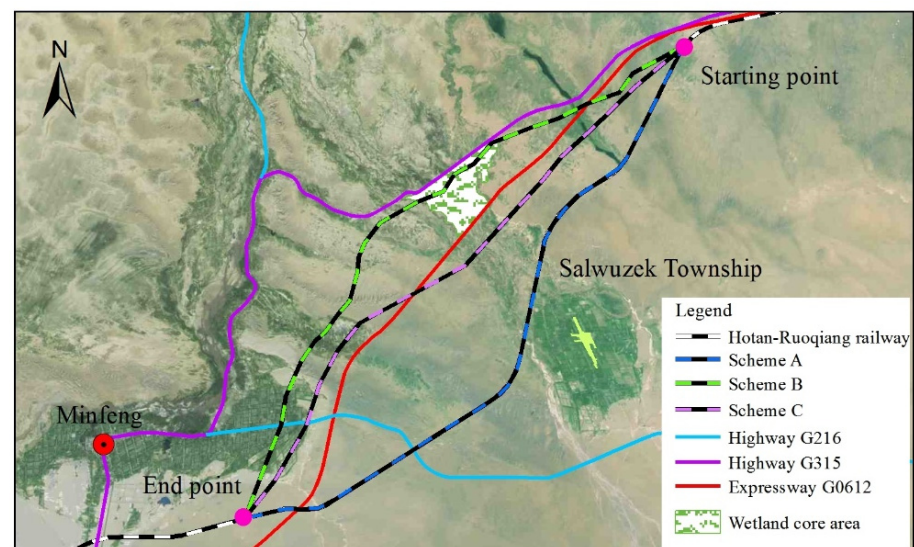 N
Starting point
Salwuzek Township
Minfeng
End point
Legend
Hotan-Ruoqiang railway
Scheme A
Scheme B
Scheme C
Highway G216
Highway G315
Expressway G0612
Wetland core area